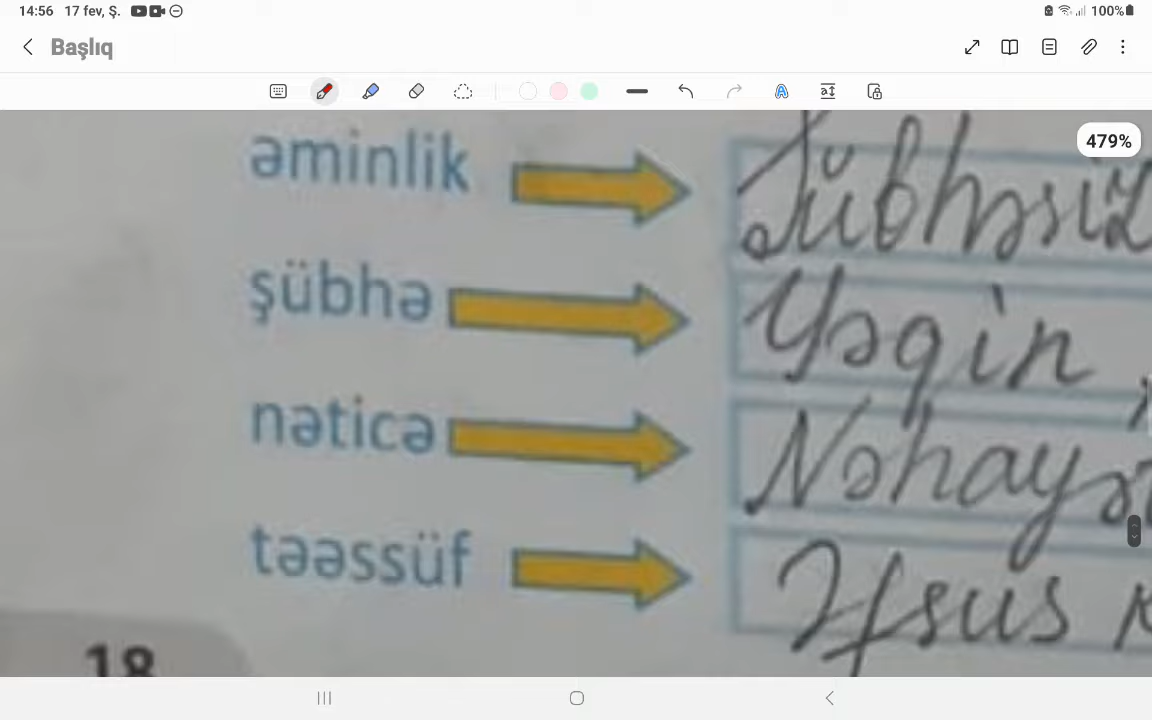 14:56 17 fev, Ş. 100%
Başlıq
479%
əminlik Şübhəsiz
şübhə Yəqin
nəticə Nəhayət
təəssüf Əfsus
18